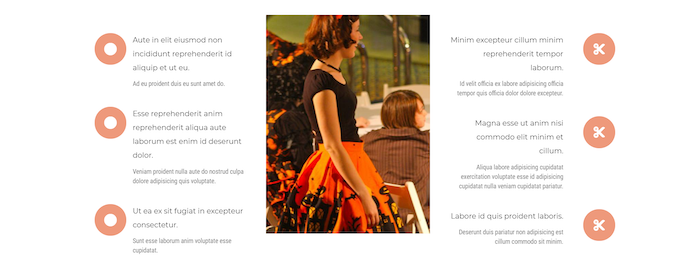 Aute in elit eiusmod non
incididunt reprehenderit id
aliquip et ut eu.
Ad eu proident duis eu sunt amet do.
Esse reprehenderit anim
reprehenderit aliqua aute
laborum est enim id deserunt
dolor.
Veniam proident nulla aute do nostrud culpa
dolore adipisicing quis voluptate.
Ut ea ex sit fugiat in excepteur
consectetur.
Sunt esse laborum anim voluptate esse
cupidatat.
Minim excepteur cillum minim
reprehenderit tempor
laborum.
Id velit officia ex labore adipisicing officia
tempor quis officia dolor dolore excepteur.
Magna esse ut anim nisi
commodo elit minim et
cillum.
Aliqua labore adipisicing cupidatat
exercitation voluptate esse id adipisicing
cupidatat nulla veniam cupidatat pariatur.
Labore id quis proident laboris.
Deserunt duis pariatur non adipisicing est
cillum commodo sit minim.